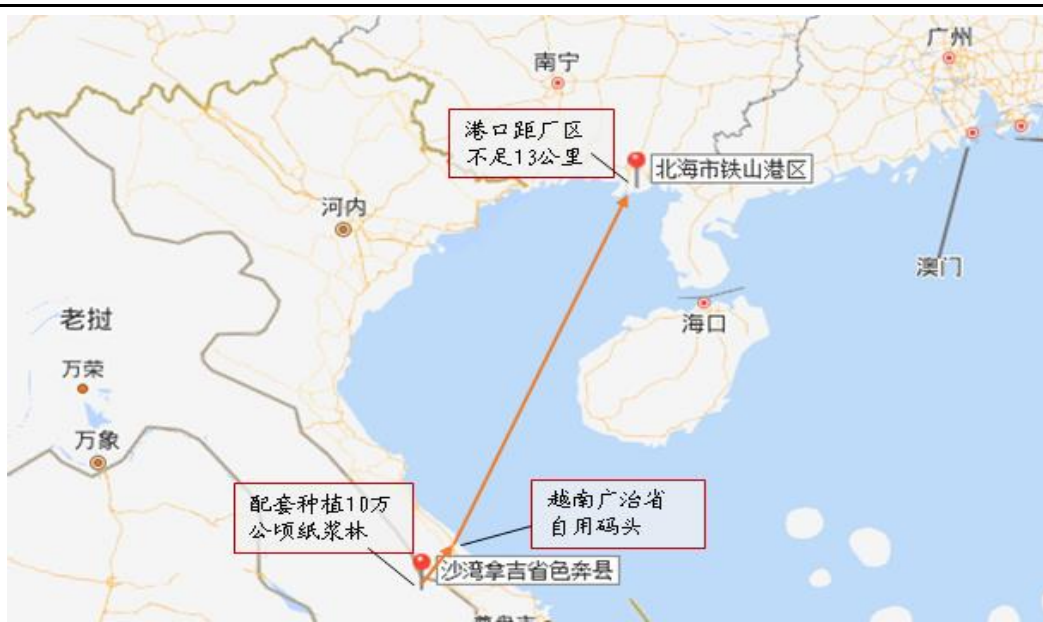 广州
南宁
港口距厂区
不足13公里
北海市铁山港区
河内
澳门
老挝
海口
万荣
万象
配套种植10万
公顷纸浆林
越南广治省
自用码头
沙湾拿吉省色奔县